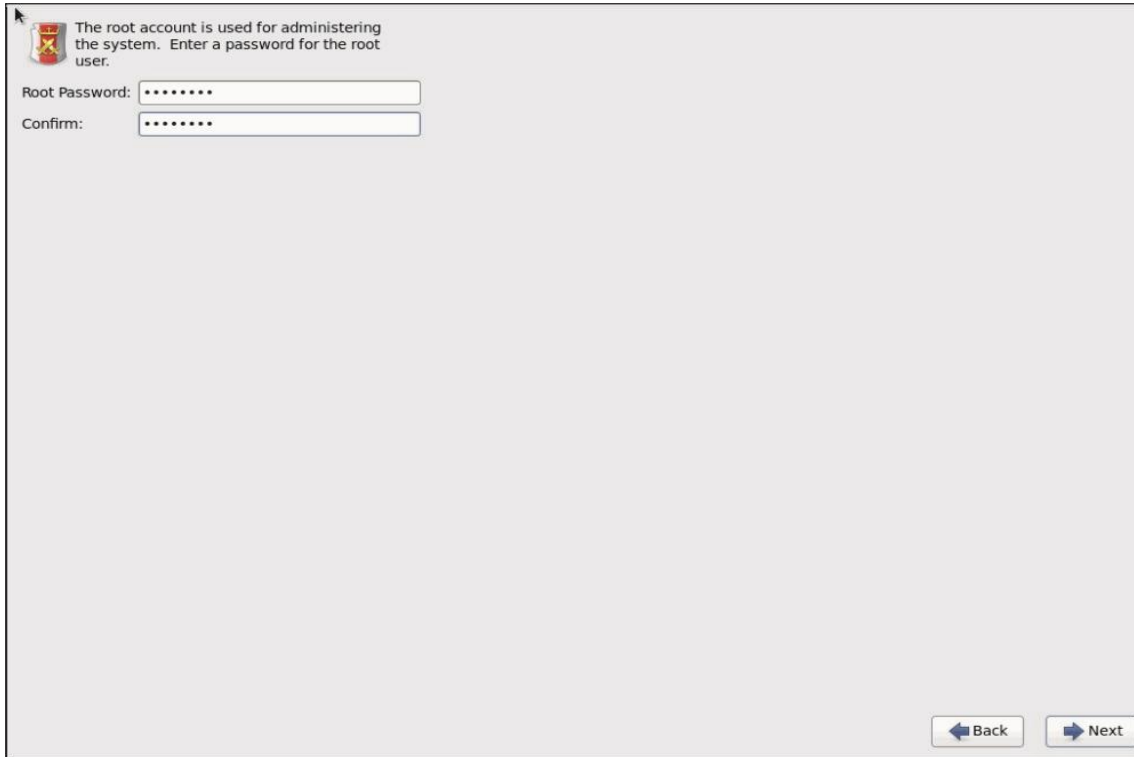 The root account is used for administering
the system.  Enter a password for the root
user.
Root Password: ••••••••
Confirm: ••••••••
Back
Next